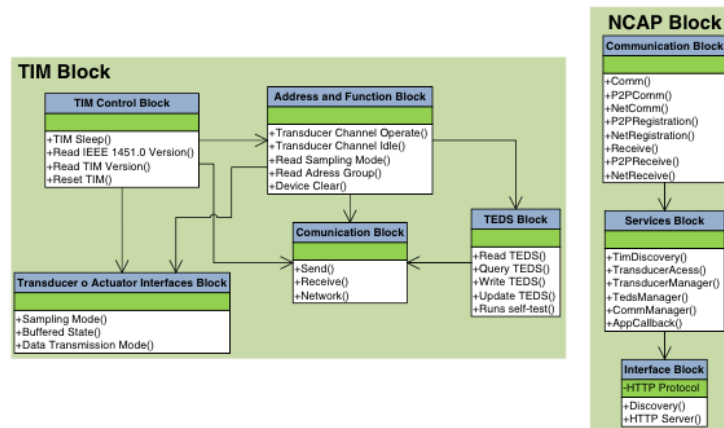 TIM Block
TIM Control Block
+TIM Sleep()
+Read IEEE 1451.0 Version()
+Read TIM Version()
+Reset TIM()
Address and Function Block
+Transducer Channel Operate()
+Transducer Channel Idle()
+Read Sampling Mode()
+Read Adress Group()
+Device Clear()
Comunication Block
+Send()
+Receive()
+Network()
TEDS Block
+Read TEDS()
+Query TEDS()
+Write TEDS()
+Update TEDS()
+Runs self-test()
Transducer o Actuator Interfaces Block
+Sampling Mode()
+Buffered State()
+Data Transmission Mode()
NCAP Block
Communication Block
+Comm()
+P2PComm()
+NetComm()
+P2PRegistration()
+NetRegistration()
+Receive()
+P2PReceive()
+NetReceive()
Services Block
+TimDiscovery()
+TransducerAcess()
+TransducerManager()
+TedsManager()
+CommManager()
+AppCallback()
Interface Block
-HTTP Protocol
+Discovery()
+HTTP Server()